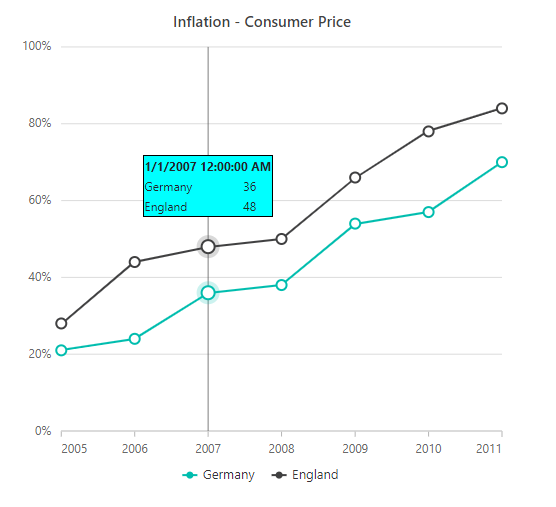 Inflation - Consumer Price
100%
80%
1/1/2007 12:00:00 AM
Germany 36
England 48
60%
40%
20%
0%
2005 2006 2007 2008 2009 2010 2011
Germany England